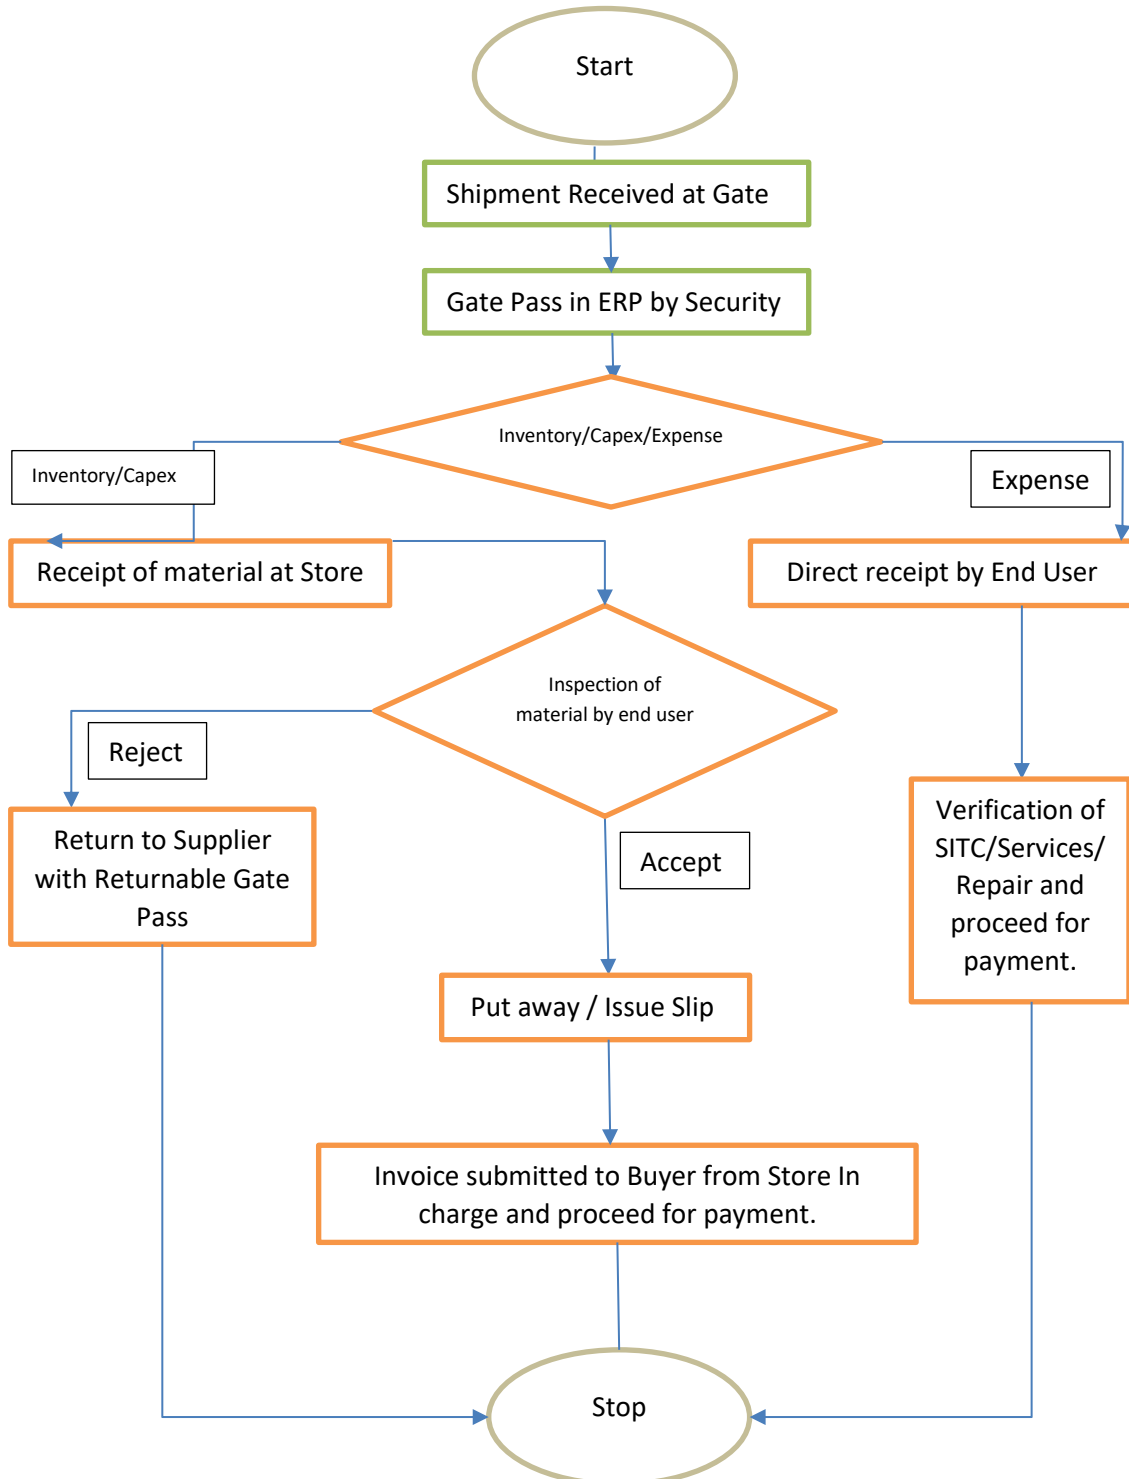 Start
Shipment Received at Gate
Gate Pass in ERP by Security
Inventory/Capex/Expense
Inventory/Capex
Expense
Receipt of material at Store
Direct receipt by End User
Inspection of
material by end user
Reject
Return to Supplier
with Returnable Gate
Pass
Accept
Verification of
SITC/Services/
Repair and
proceed for
payment.
Put away / Issue Slip
Invoice submitted to Buyer from Store In
charge and proceed for payment.
Stop